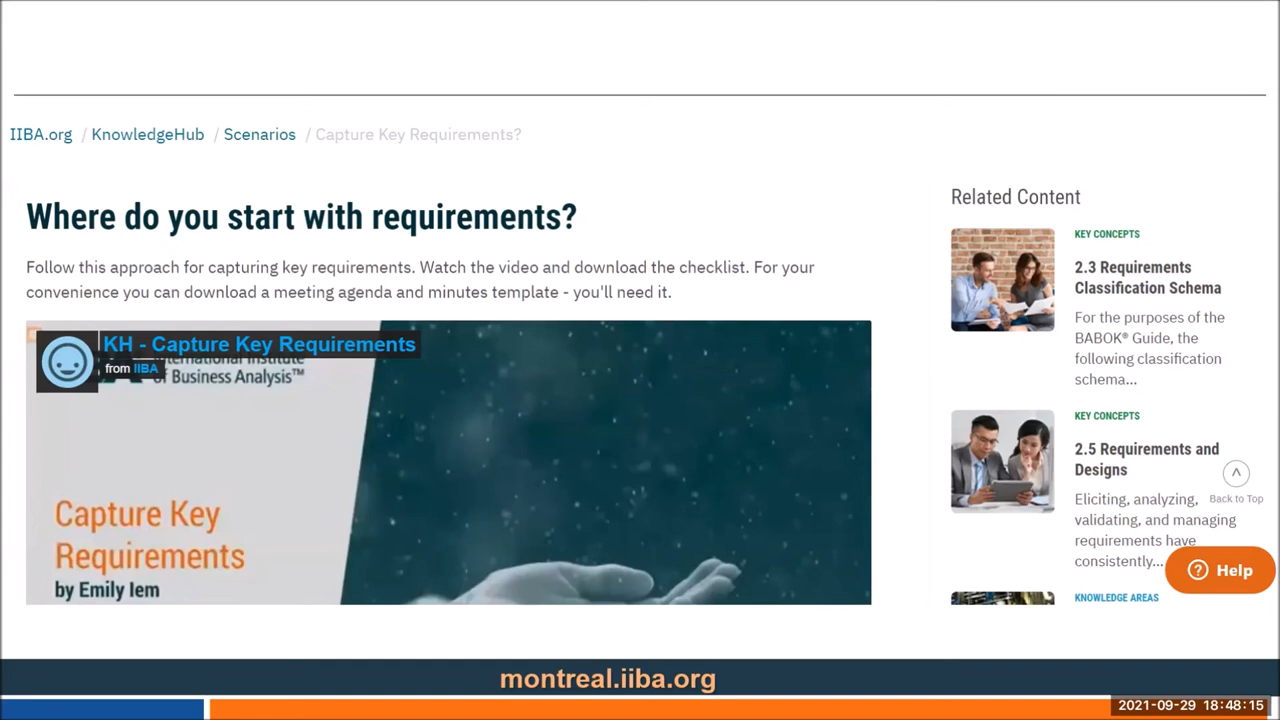 IIBA.org / KnowledgeHub / Scenarios / Capture Key Requirements?
Where do you start with requirements?
Follow this approach for capturing key requirements. Watch the video and download the checklist. For your
convenience you can download a meeting agenda and minutes template - you'll need it.
KH - Capture Key Requirements
from IIBA
International Institute
of Business Analysis™
Capture Key
Requirements
by Emily Iem
Related Content
KEY CONCEPTS
2.3 Requirements
Classification Schema
For the purposes of the
BABOK® Guide, the
following classification
schema...
KEY CONCEPTS
2.5 Requirements and
Designs
Eliciting, analyzing,
validating, and managing
requirements have
consistently...
KNOWLEDGE AREAS
^
Back to Top
? Help
montreal.iiba.org
2021-09-29 18:48:15